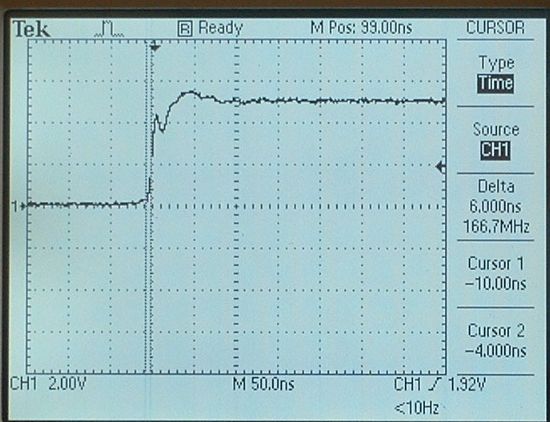 Tek R Ready M Pos: 99.00ns CURSOR
Type
Time
Source
CH1
Delta
6.000ns
166.7MHz
1
Cursor 1
-10.00ns
Cursor 2
-4.000ns
CH1 2.00V M 50.0ns CH1 1.92V
<10Hz